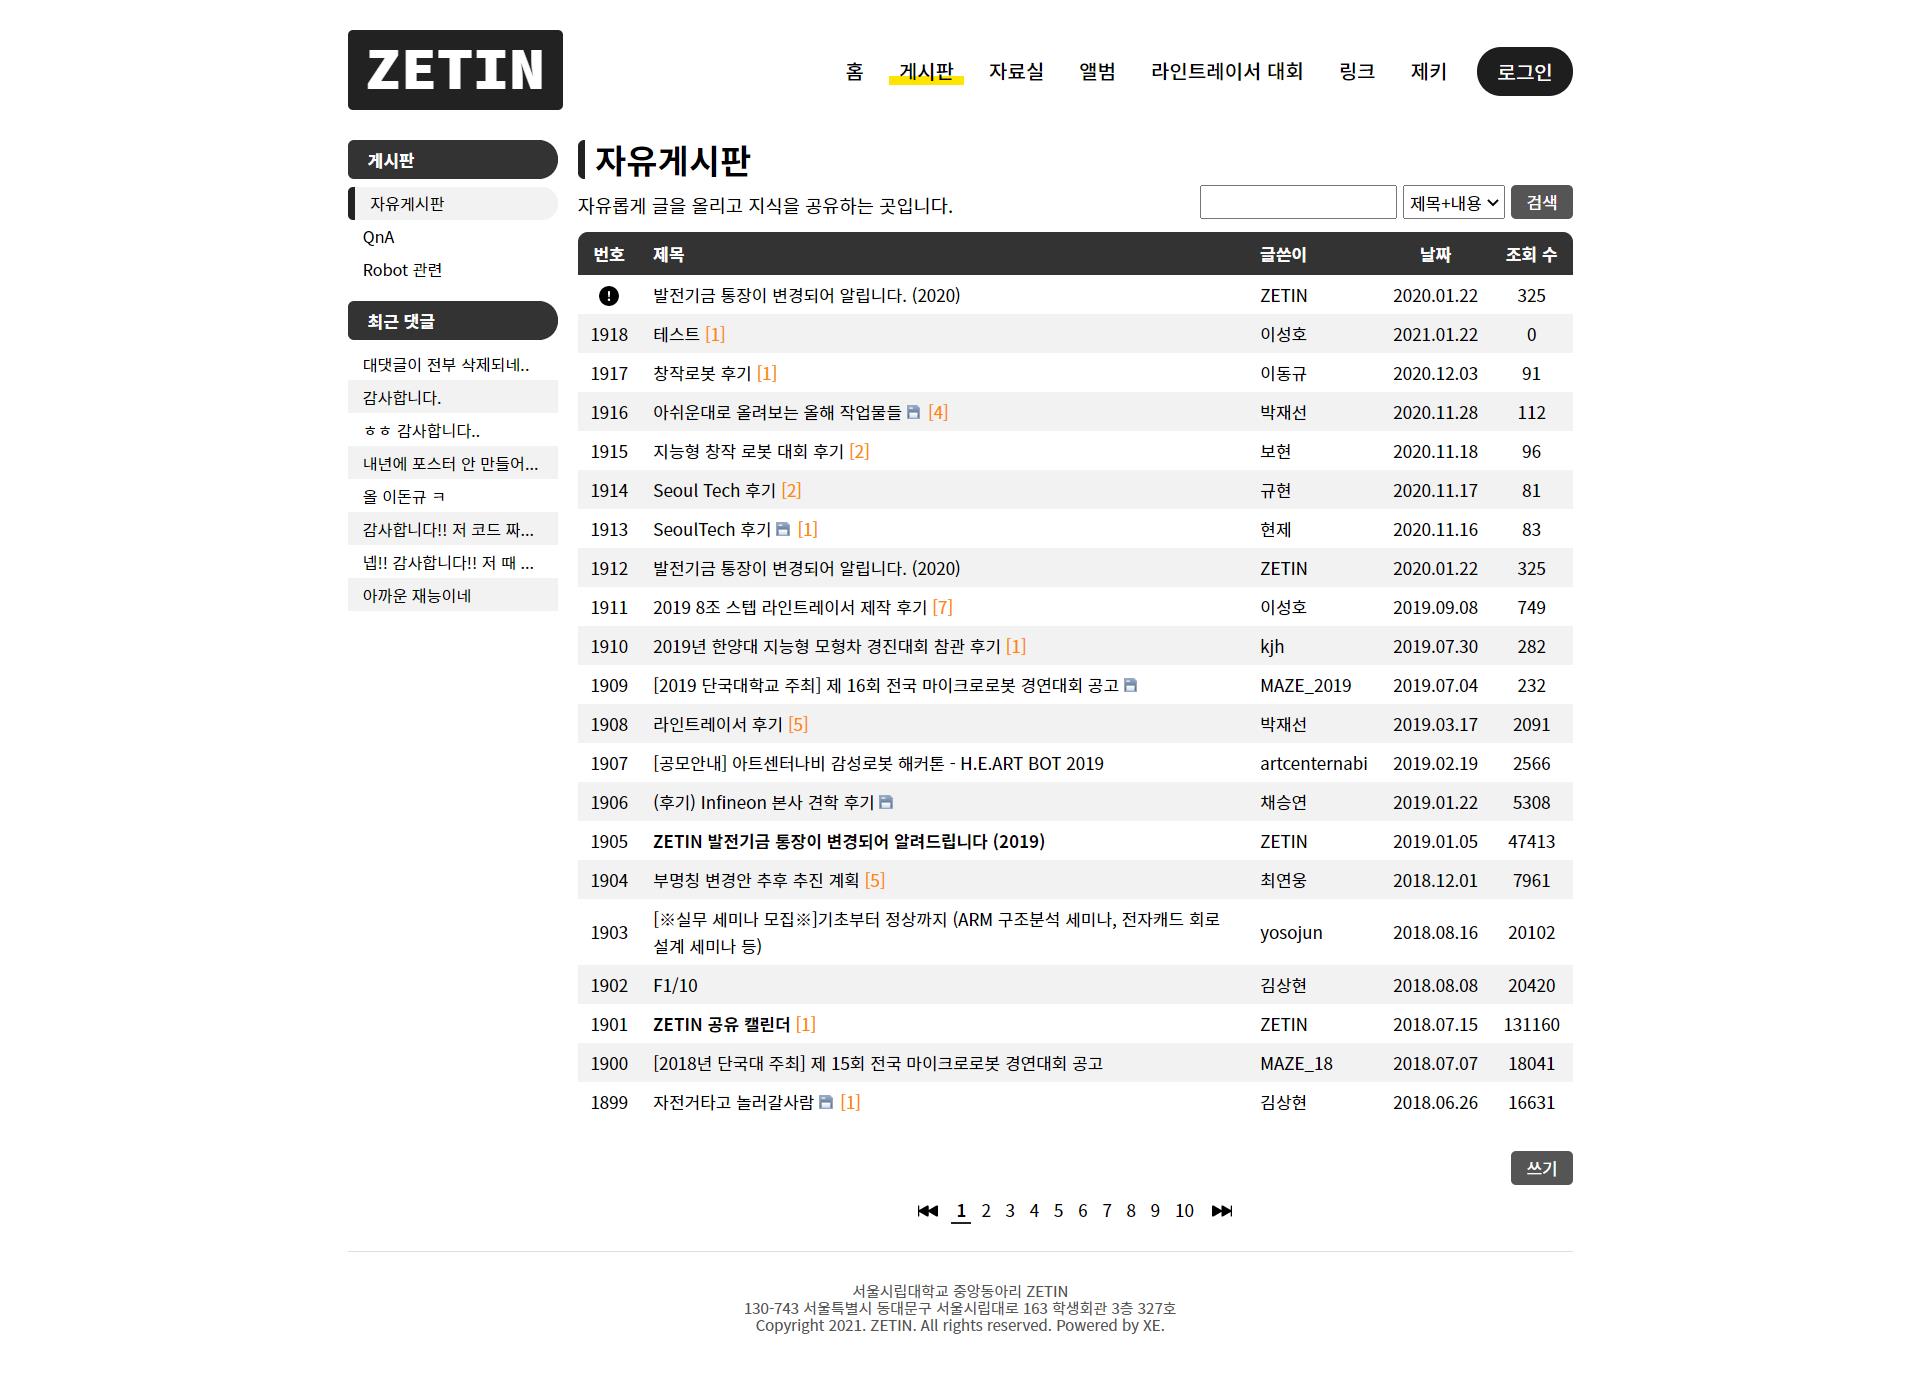 ZETIN
홈 게시판 자료실 앨범 라인트레이서 대회 링크 제키 로그인
게시판
자유게시판
QnA
Robot 관련
최근 댓글
대댓글이 전부 삭제되네..
감사합니다.
ㅎㅎ 감사합니다..
내년에 포스터 안 만들어...
올 이돈규 ㅋ
감사합니다!! 저 코드 짜...
넵!! 감사합니다!! 저 때 ...
아까운 재능이네
자유게시판
자유롭게 글을 올리고 지식을 공유하는 곳입니다. 제목+내용 검색
번호 제목 글쓴이 날짜 조회 수
발전기금 통장이 변경되어 알립니다. (2020) ZETIN 2020.01.22 325
1918 테스트 [1] 이성호 2021.01.22 0
1917 창작로봇 후기 [1] 이동규 2020.12.03 91
1916 아쉬운대로 올려보는 올해 작업물들 [4] 박재선 2020.11.28 112
1915 지능형 창작 로봇 대회 후기 [2] 보현 2020.11.18 96
1914 Seoul Tech 후기 [2] 규현 2020.11.17 81
1913 SeoulTech 후기 [1] 현제 2020.11.16 83
1912 발전기금 통장이 변경되어 알립니다. (2020) ZETIN 2020.01.22 325
1911 2019 8조 스텝 라인트레이서 제작 후기 [7] 이성호 2019.09.08 749
1910 2019년 한양대 지능형 모형차 경진대회 참관 후기 [1] kjh 2019.07.30 282
1909 [2019 단국대학교 주최] 제 16회 전국 마이크로로봇 경연대회 공고 MAZE_2019 2019.07.04 232
1908 라인트레이서 후기 [5] 박재선 2019.03.17 2091
1907 [공모안내] 아트센터나비 감성로봇 해커톤 - H.E.ART BOT 2019 artcenternabi 2019.02.19 2566
1906 (후기) Infineon 본사 견학 후기 채승연 2019.01.22 5308
1905 ZETIN 발전기금 통장이 변경되어 알려드립니다 (2019) ZETIN 2019.01.05 47413
1904 부명칭 변경안 추후 추진 계획 [5] 최연웅 2018.12.01 7961
1903 [※실무 세미나 모집※]기초부터 정상까지 (ARM 구조분석 세미나, 전자캐드 회로
설계 세미나 등) yosojun 2018.08.16 20102
1902 F1/10 김상현 2018.08.08 20420
1901 ZETIN 공유 캘린더 [1] ZETIN 2018.07.15 131160
1900 [2018년 단국대 주최] 제 15회 전국 마이크로로봇 경연대회 공고 MAZE_18 2018.07.07 18041
1899 자전거타고 놀러갈사람 [1] 김상현 2018.06.26 16631
쓰기
1 2 3 4 5 6 7 8 9 10
서울시립대학교 중앙동아리 ZETIN
130-743 서울특별시 동대문구 서울시립대로 163 학생회관 3층 327호
Copyright 2021. ZETIN. All rights reserved. Powered by XE.